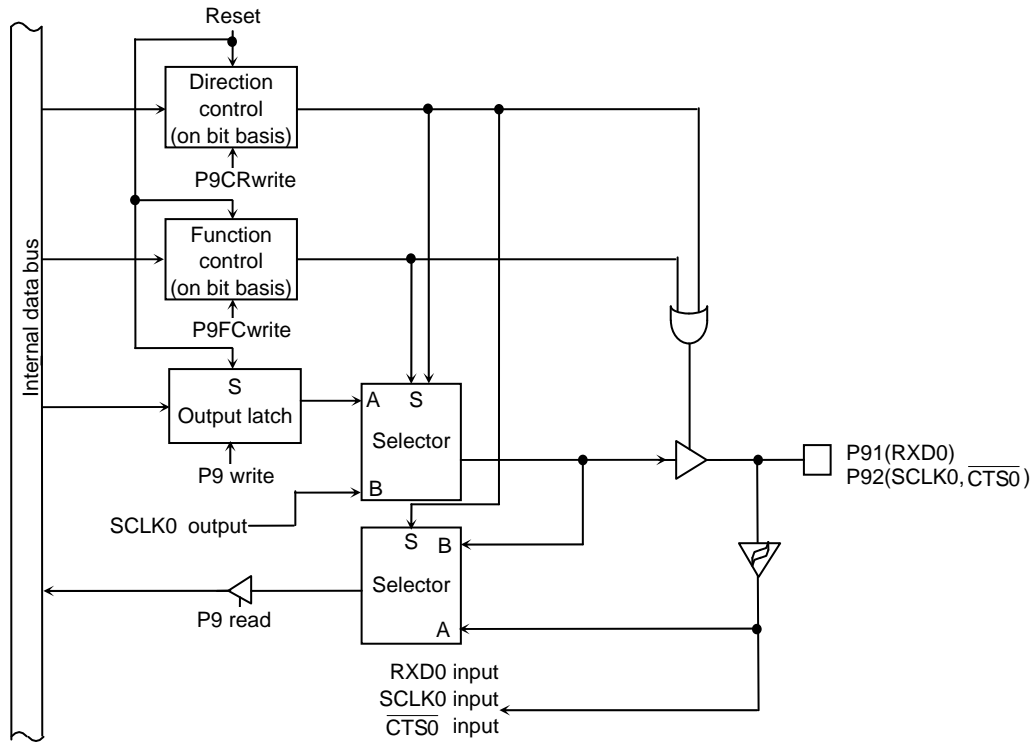 Reset
Direction
control
(on bit basis)
P9CRwrite
Function
control
(on bit basis)
P9FCwrite
Internal data bus
S
Output latch
P9 write
A S
Selector
B
SCLK0 output
P91(RXD0)
P92(SCLK0, CTS0)
S B
Selector
A
P9 read
RXD0 input
SCLK0 input
CTS0 input